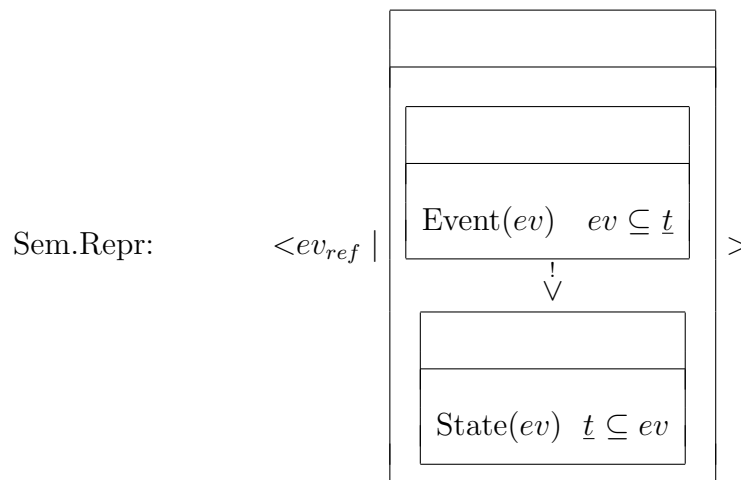 Event(ev) ev ⊆ t̲
Sem.Repr: <ev_ref | >
!
∨
State(ev) t̲ ⊆ ev